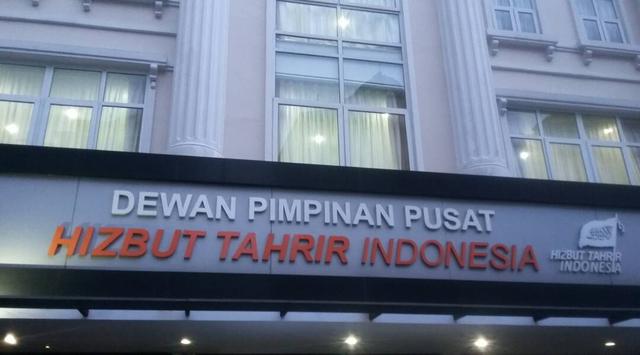 DEWAN PIMPINAN PUSAT
HIZBUT TAHRIR INDONESIA
HIZBUT TAHRIR
INDONESIA